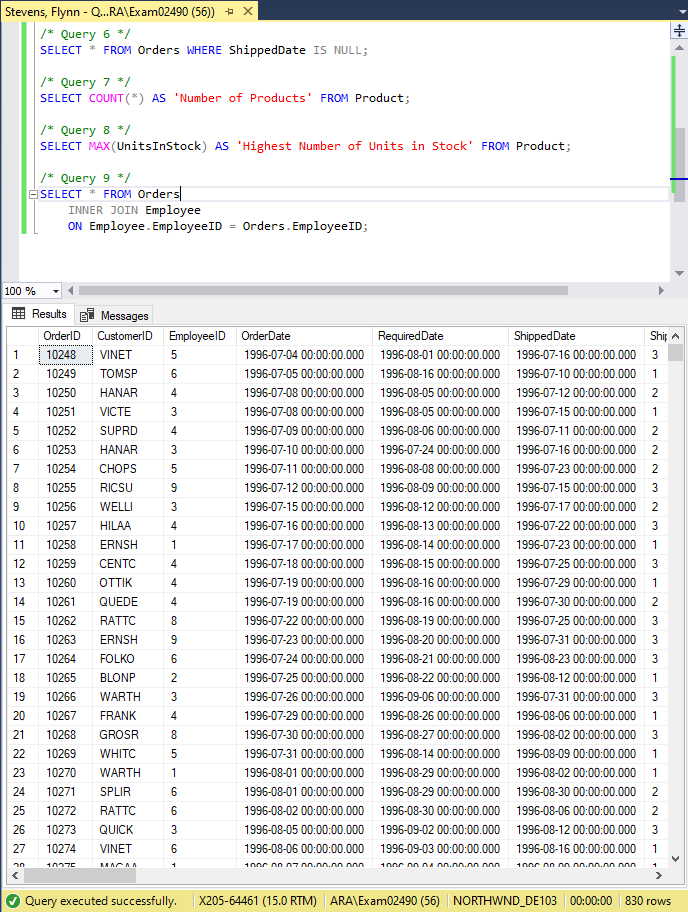 Stevens, Flynn - Q...RA\Exam02490 (56))
/* Query 6 */
SELECT * FROM Orders WHERE ShippedDate IS NULL;
/* Query 7 */
SELECT COUNT(*) AS 'Number of Products' FROM Product;
/* Query 8 */
SELECT MAX(UnitsInStock) AS 'Highest Number of Units in Stock' FROM Product;
/* Query 9 */
SELECT * FROM Orders
INNER JOIN Employee
ON Employee.EmployeeID = Orders.EmployeeID;
100 %
Results Messages
OrderID CustomerID EmployeeID OrderDate RequiredDate ShippedDate Ship
1 10248 VINET 5 1996-07-04 00:00:00.000 1996-08-01 00:00:00.000 1996-07-16 00:00:00.000 3
2 10249 TOMSP 6 1996-07-05 00:00:00.000 1996-08-16 00:00:00.000 1996-07-10 00:00:00.000 1
3 10250 HANAR 4 1996-07-08 00:00:00.000 1996-08-05 00:00:00.000 1996-07-12 00:00:00.000 2
4 10251 VICTE 3 1996-07-08 00:00:00.000 1996-08-05 00:00:00.000 1996-07-15 00:00:00.000 1
5 10252 SUPRD 4 1996-07-09 00:00:00.000 1996-08-06 00:00:00.000 1996-07-11 00:00:00.000 2
6 10253 HANAR 3 1996-07-10 00:00:00.000 1996-07-24 00:00:00.000 1996-07-16 00:00:00.000 2
7 10254 CHOPS 5 1996-07-11 00:00:00.000 1996-08-08 00:00:00.000 1996-07-23 00:00:00.000 2
8 10255 RICSU 9 1996-07-12 00:00:00.000 1996-08-09 00:00:00.000 1996-07-15 00:00:00.000 3
9 10256 WELLI 3 1996-07-15 00:00:00.000 1996-08-12 00:00:00.000 1996-07-17 00:00:00.000 2
10 10257 HILAA 4 1996-07-16 00:00:00.000 1996-08-13 00:00:00.000 1996-07-22 00:00:00.000 3
11 10258 ERNSH 1 1996-07-17 00:00:00.000 1996-08-14 00:00:00.000 1996-07-23 00:00:00.000 1
12 10259 CENTC 4 1996-07-18 00:00:00.000 1996-08-15 00:00:00.000 1996-07-25 00:00:00.000 3
13 10260 OTTIK 4 1996-07-19 00:00:00.000 1996-08-16 00:00:00.000 1996-07-29 00:00:00.000 1
14 10261 QUEDE 4 1996-07-19 00:00:00.000 1996-08-16 00:00:00.000 1996-07-30 00:00:00.000 2
15 10262 RATTC 8 1996-07-22 00:00:00.000 1996-08-19 00:00:00.000 1996-07-25 00:00:00.000 3
16 10263 ERNSH 9 1996-07-23 00:00:00.000 1996-08-20 00:00:00.000 1996-07-31 00:00:00.000 3
17 10264 FOLKO 6 1996-07-24 00:00:00.000 1996-08-21 00:00:00.000 1996-08-23 00:00:00.000 3
18 10265 BLONP 2 1996-07-25 00:00:00.000 1996-08-22 00:00:00.000 1996-08-12 00:00:00.000 1
19 10266 WARTH 3 1996-07-26 00:00:00.000 1996-09-06 00:00:00.000 1996-07-31 00:00:00.000 3
20 10267 FRANK 4 1996-07-29 00:00:00.000 1996-08-26 00:00:00.000 1996-08-06 00:00:00.000 1
21 10268 GROSR 8 1996-07-30 00:00:00.000 1996-08-27 00:00:00.000 1996-08-02 00:00:00.000 3
22 10269 WHITC 5 1996-07-31 00:00:00.000 1996-08-14 00:00:00.000 1996-08-09 00:00:00.000 1
23 10270 WARTH 1 1996-08-01 00:00:00.000 1996-08-29 00:00:00.000 1996-08-02 00:00:00.000 1
24 10271 SPLIR 6 1996-08-01 00:00:00.000 1996-08-29 00:00:00.000 1996-08-30 00:00:00.000 2
25 10272 RATTC 6 1996-08-02 00:00:00.000 1996-08-30 00:00:00.000 1996-08-06 00:00:00.000 2
26 10273 QUICK 3 1996-08-05 00:00:00.000 1996-09-02 00:00:00.000 1996-08-12 00:00:00.000 3
27 10274 VINET 6 1996-08-06 00:00:00.000 1996-09-03 00:00:00.000 1996-08-16 00:00:00.000 1
28 10275 MAGAA 1 1996-08-07 00:00:00.000 1996-09-04 00:00:00.000 1996-08-09 00:00:00.000 1
Query executed successfully. X205-64461 (15.0 RTM) ARA\Exam02490 (56) NORTHWND_DE103 00:00:00 830 rows